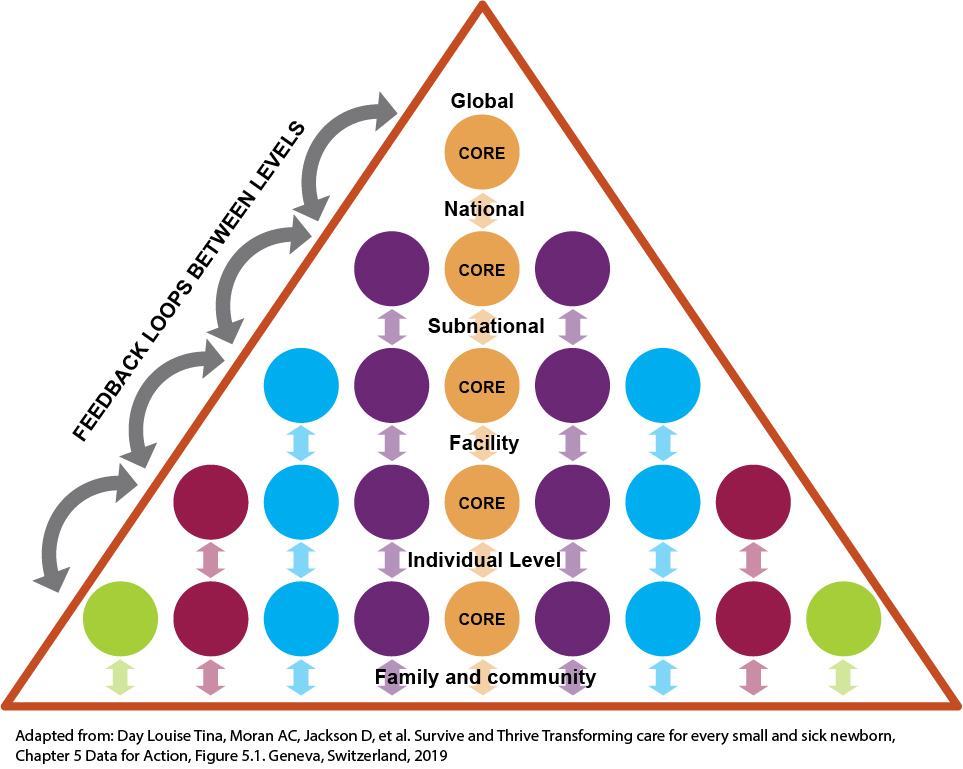 FEEDBACK LOOPS BETWEEN LEVELS
Global
CORE
National
CORE
Subnational
CORE
Facility
CORE
Individual Level
CORE
Family and community
Adapted from: Day Louise Tina, Moran AC, Jackson D, et al. Survive and Thrive Transforming care for every small and sick newborn,
Chapter 5 Data for Action, Figure 5.1. Geneva, Switzerland, 2019